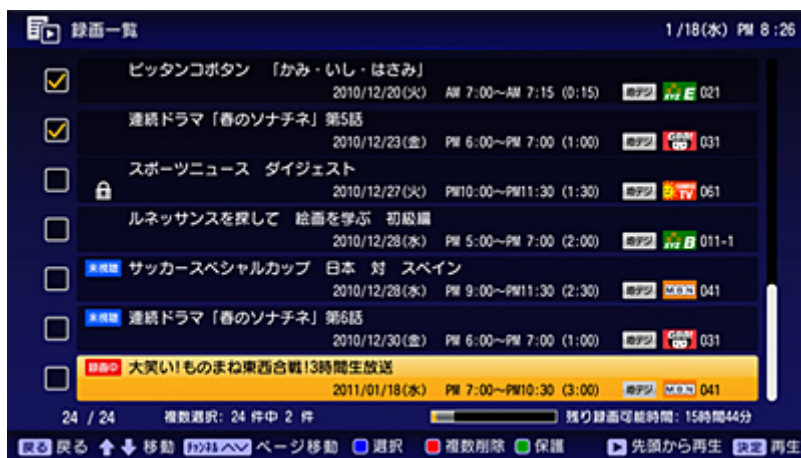 録画一覧 1/18(水) PM 8:26
ピッタンコボタン 「かみ・いし・はさみ」
2010/12/20(火) AM 7:00～AM 7:15 (0:15) 地デジ XYZ E 021
連続ドラマ「春のソナチネ」第5話
2010/12/23(金) PM 6:00～PM 7:00 (1:00) 地デジ 031
スポーツニュース ダイジェスト
2010/12/27(火) PM10:00～PM11:30 (1:30) 地デジ TV 061
ルネッサンスを探して 絵画を学ぶ 初級編
2010/12/28(水) PM 5:00～PM 7:00 (2:00) 地デジ XYZ B 011-1
未視聴 サッカースペシャルカップ 日本 対 スペイン
2010/12/28(水) PM 9:00～PM11:30 (2:30) 地デジ M.B.N 041
未視聴 連続ドラマ「春のソナチネ」第6話
2010/12/30(金) PM 6:00～PM 7:00 (1:00) 地デジ 031
録画中 大笑い!ものまね東西合戦!3時間生放送
2011/01/18(水) PM 7:00～PM10:30 (3:00) 地デジ M.B.N 041
24 / 24 複数選択: 24 件中 2 件 残り録画可能時間: 15時間44分
戻る 戻る 移動 チャンネル ページ移動 選択 複数削除 保護 先頭から再生 決定 再生